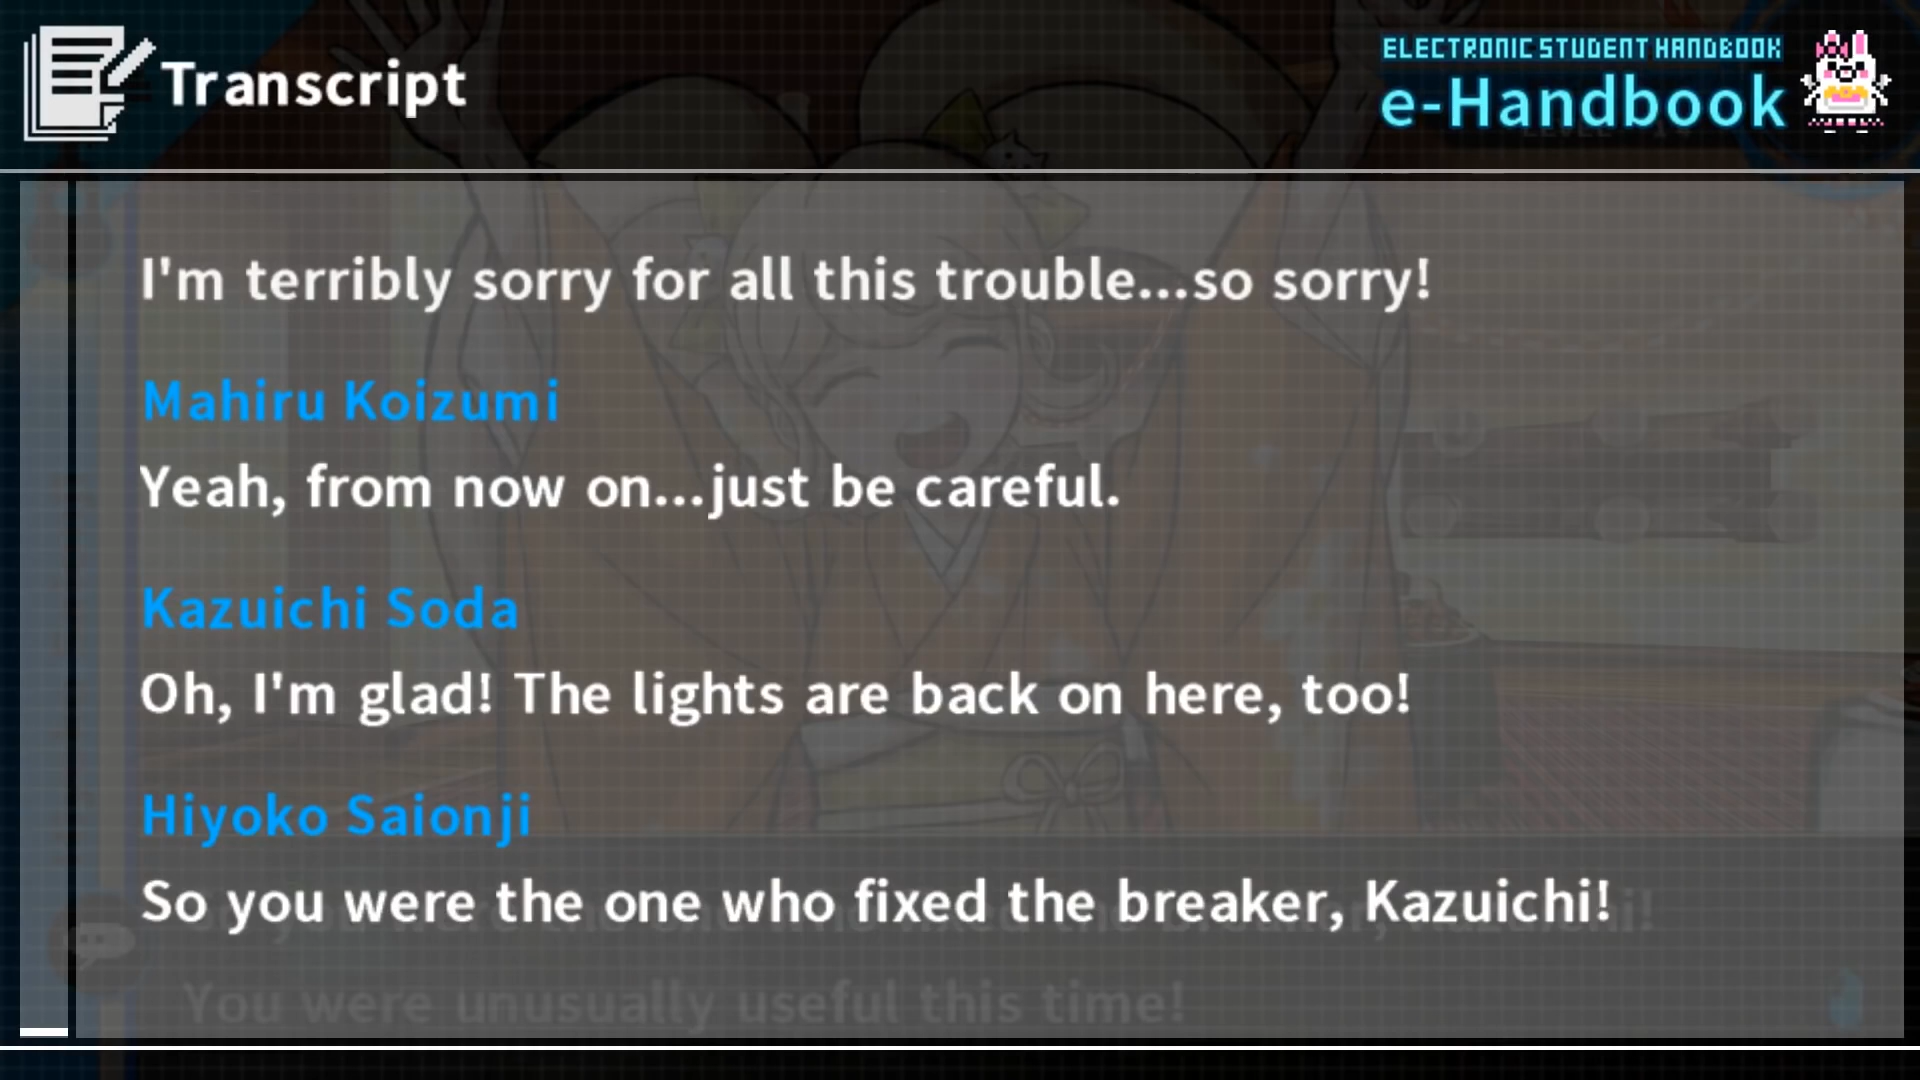 Transcript
ELECTRONIC STUDENT HANDBOOK
e-Handbook
I'm terribly sorry for all this trouble...so sorry!
Mahiru Koizumi
Yeah, from now on...just be careful.
Kazuichi Soda
Oh, I'm glad! The lights are back on here, too!
Hiyoko Saionji
So you were the one who fixed the breaker, Kazuichi!
You were unusually useful this time!